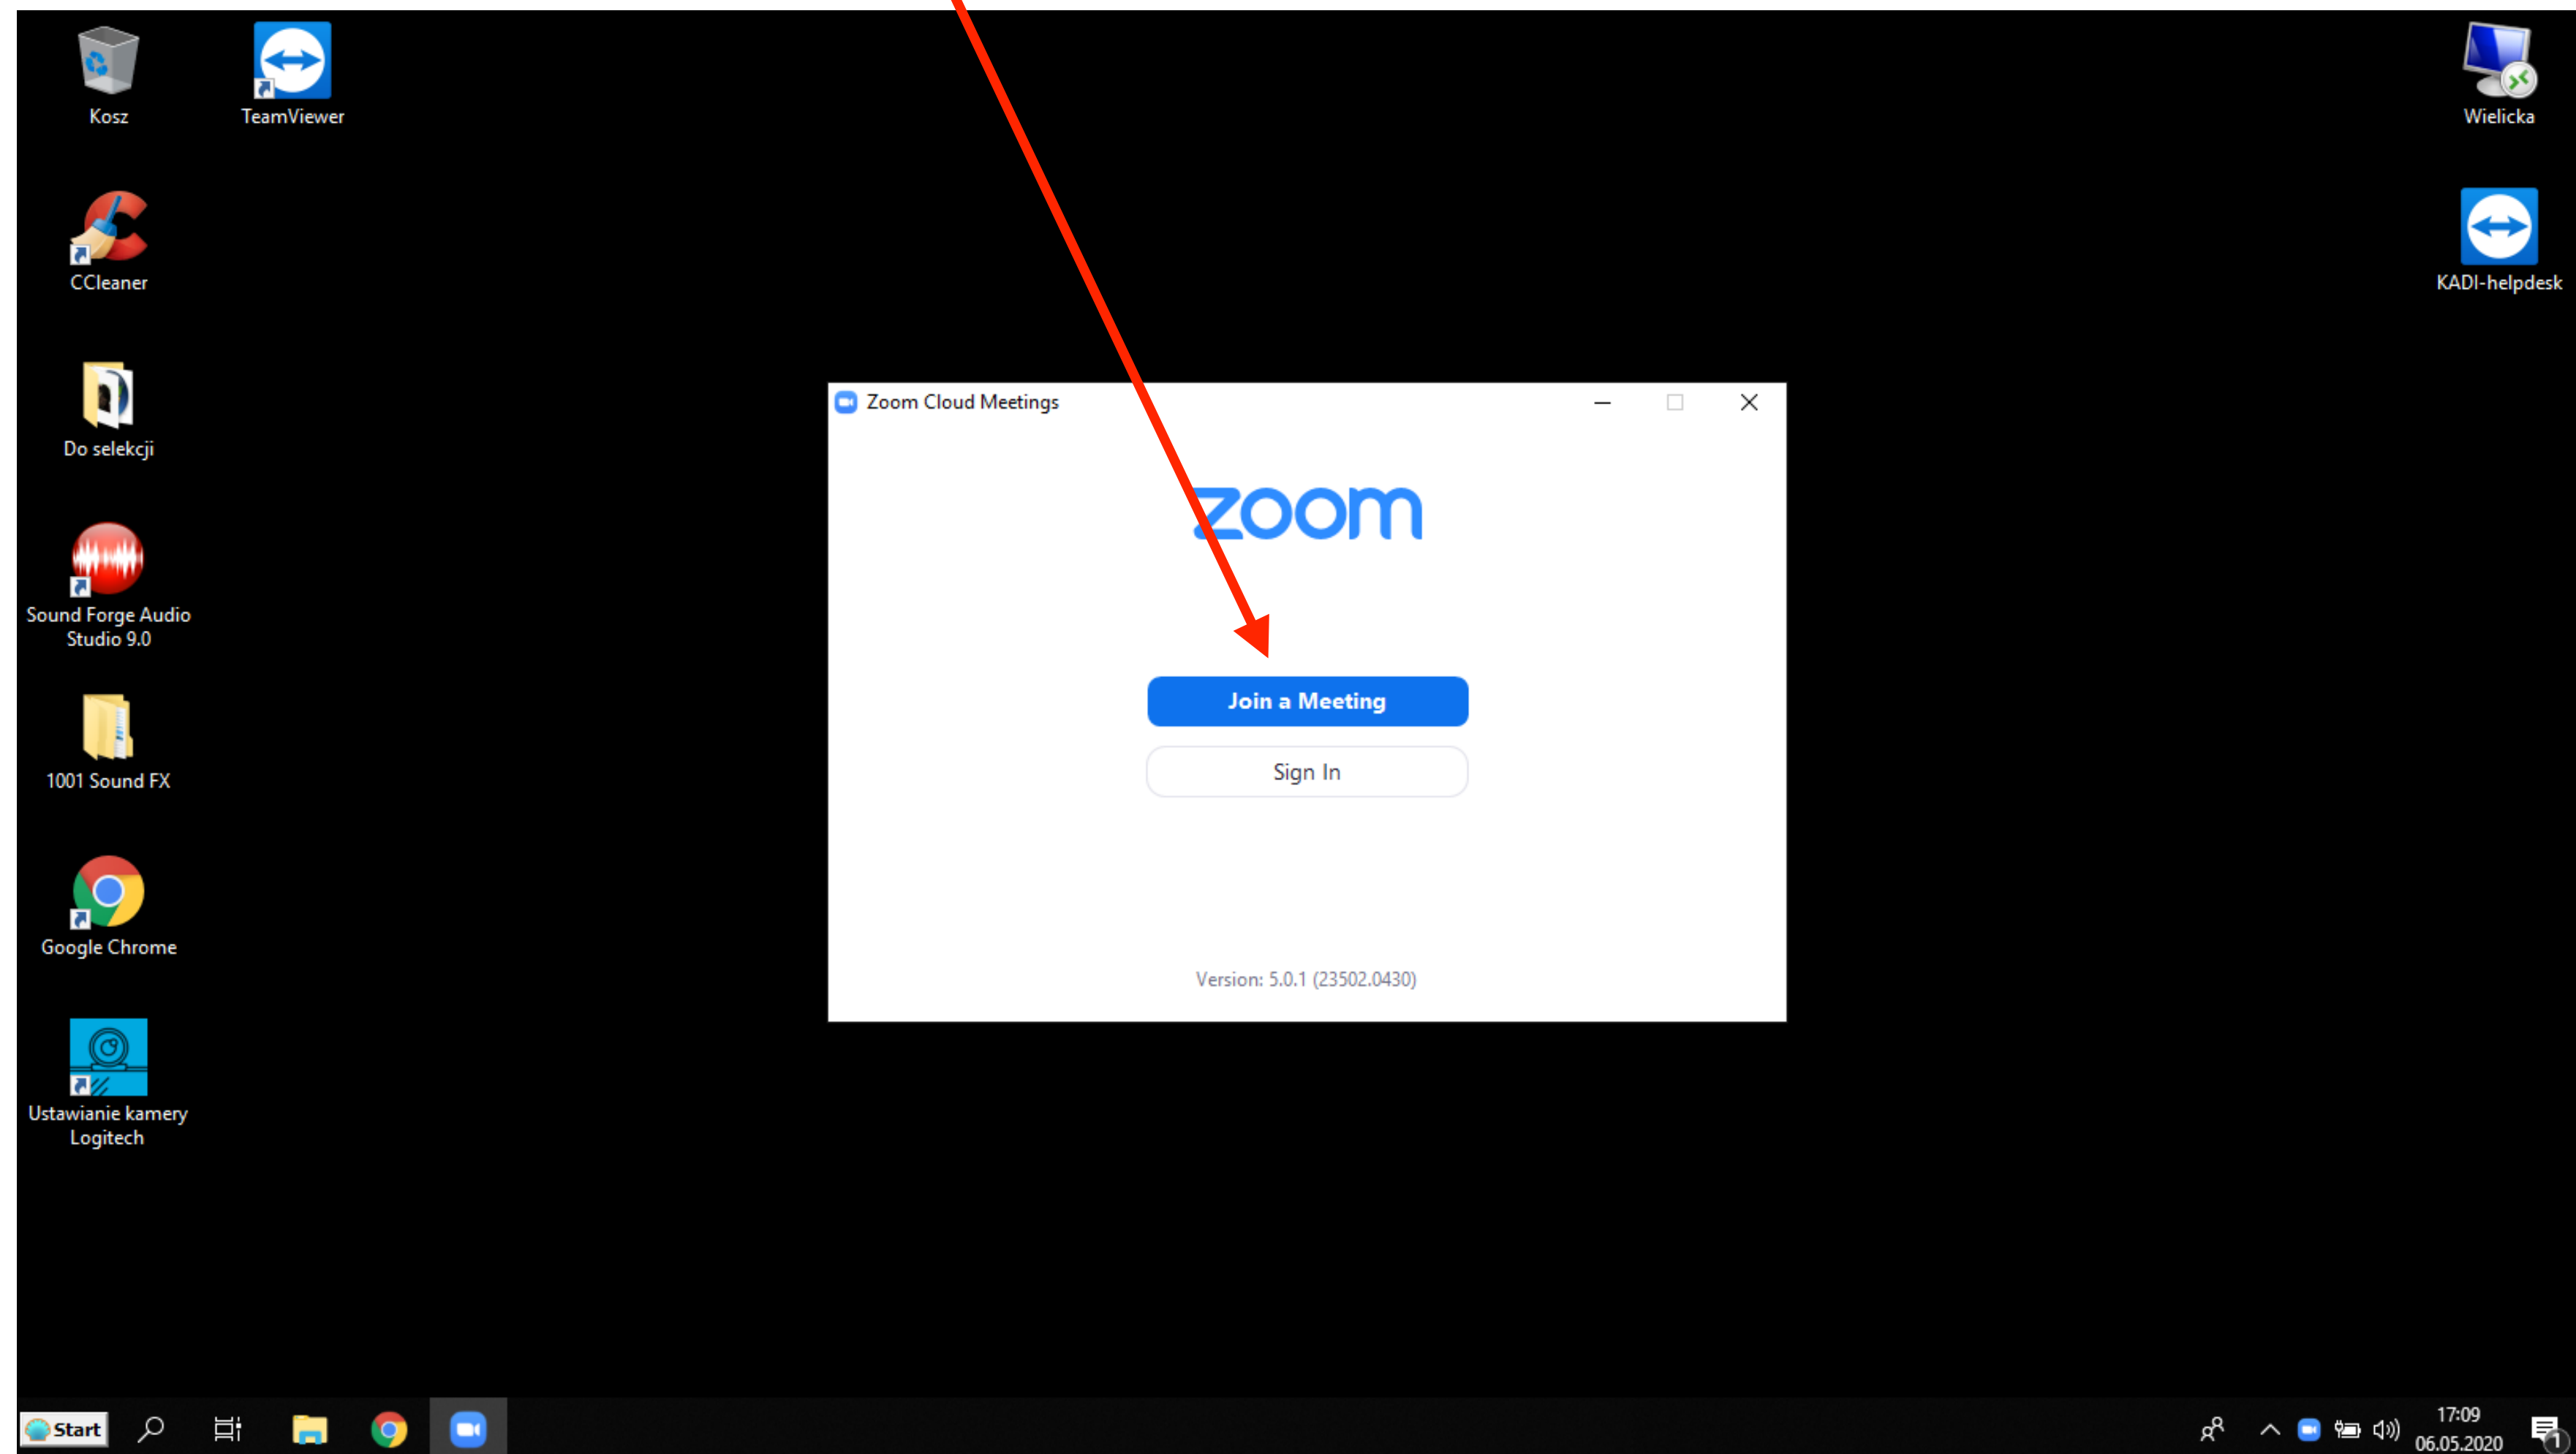 Kosz
TeamViewer
Wielicka
CCleaner
KADI-helpdesk
Do selekcji
Sound Forge Audio
Studio 9.0
1001 Sound FX
Google Chrome
Ustawianie kamery
Logitech
Zoom Cloud Meetings
zoom
Join a Meeting
Sign In
Version: 5.0.1 (23502.0430)
Start
17:09
06.05.2020
1